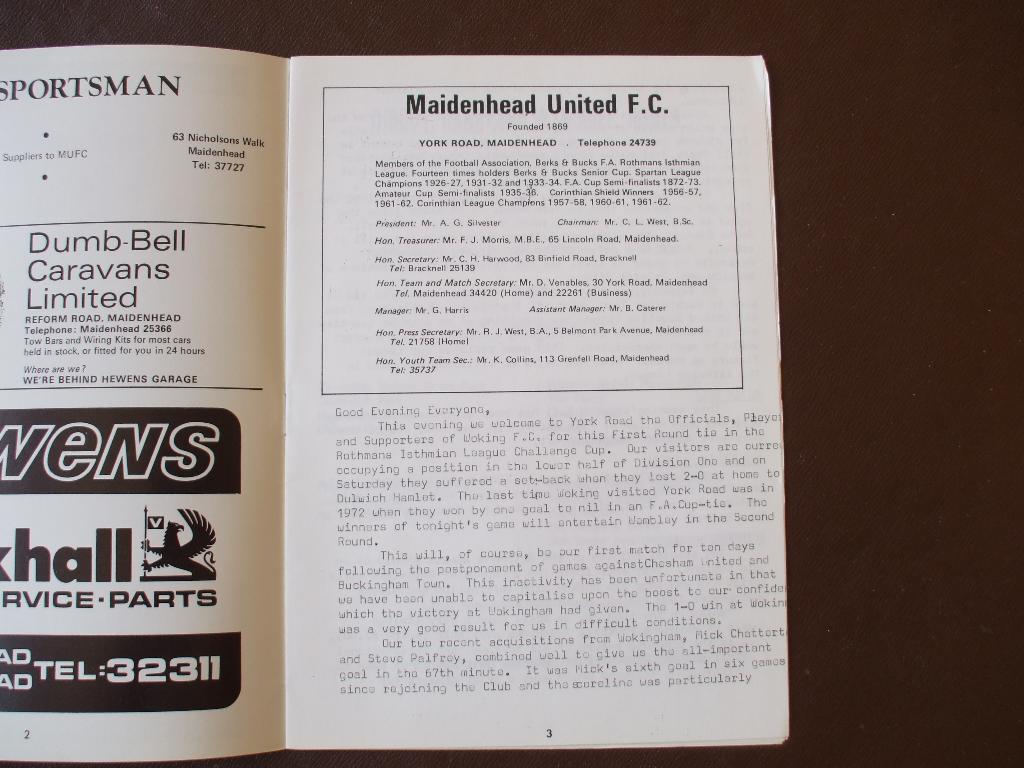 SPORTSMAN
63 Nicholsons Walk
Maidenhead
Tel: 37727
Suppliers to MUFC
Dumb-Bell
Caravans
Limited
REFORM ROAD, MAIDENHEAD
Telephone: Maidenhead 25366
Tow Bars and Wiring Kits for most cars
held in stock, or fitted for you in 24 hours
Where are we?
WE'RE BEHIND HEWENS GARAGE
wens
xhall
RVICE·PARTS
AD
AD
TEL:32311
2
Maidenhead United F.C.
Founded 1869
YORK ROAD, MAIDENHEAD . Telephone 24739
Members of the Football Association, Berks & Bucks F.A. Rothmans Isthmian
League. Fourteen times holders Berks & Bucks Senior Cup. Spartan League
Champions 1926-27, 1931-32 and 1933-34. F.A. Cup Semi-finalists 1872-73.
Amateur Cup Semi-finalists 1935-36. Corinthian Shield Winners 1956-57,
1961-62. Corinthian League Champions 1957-58, 1960-61, 1961-62.
President: Mr. A. G. Silvester Chairman: Mr. C. L. West, B.Sc.
Hon. Treasurer: Mr. F. J. Morris, M.B.E., 65 Lincoln Road, Maidenhead.
Hon. Secretary: Mr. C. H. Harwood, 83 Binfield Road, Bracknell
Tel: Bracknell 25139
Hon. Team and Match Secretary: Mr. D. Venables, 30 York Road, Maidenhead
Tel. Maidenhead 34420 (Home) and 22261 (Business)
Manager: Mr. G. Harris Assistant Manager: Mr. B. Caterer
Hon. Press Secretary: Mr. R. J. West, B.A., 5 Belmont Park Avenue, Maidenhead
Tel. 21758 (Home)
Hon. Youth Team Sec.: Mr. K. Collins, 113 Grenfell Road, Maidenhead
Tel: 35737
Good Evening Everyone,
This evening we welcome to York Road the Officials, Playe
and Supporters of Woking F.C. for this First Round tie in the
Rothmans Isthmian League Challenge Cup. Our visitors are curre
occupying a position in the lower half of Division One and on
Saturday they suffered a set-back when they lost 2-0 at home to
Dulwich Hamlet. The last time Woking visited York Road was in
1972 when they won by one goal to nil in an F.A.Cup-tie. The
winners of tonight's game will entertain Wembley in the Second
Round.
This will, of course, be our first match for ten days
following the postponement of games againstChesham United and
Buckingham Town. This inactivity has been unfortunate in that
we have been unable to capitalise upon the boost to our confide
which the victory at Wokingham had given. The 1-0 win at Wokin
was a very good result for us in difficult conditions.
Our two recent acquisitions from Wokingham, Mick Chattert
and Steve Palfrey, combined well to give us the all-important
goal in the 67th minute. It was Mick's sixth goal in six games
since rejoining the Club and the scoreline was particularly
3